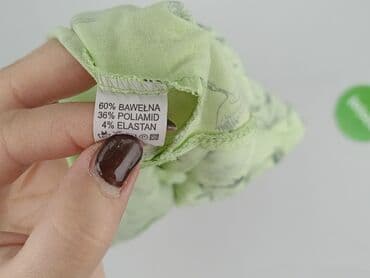 60% BAWEŁNA
36% POLIAMID
4% ELASTAN